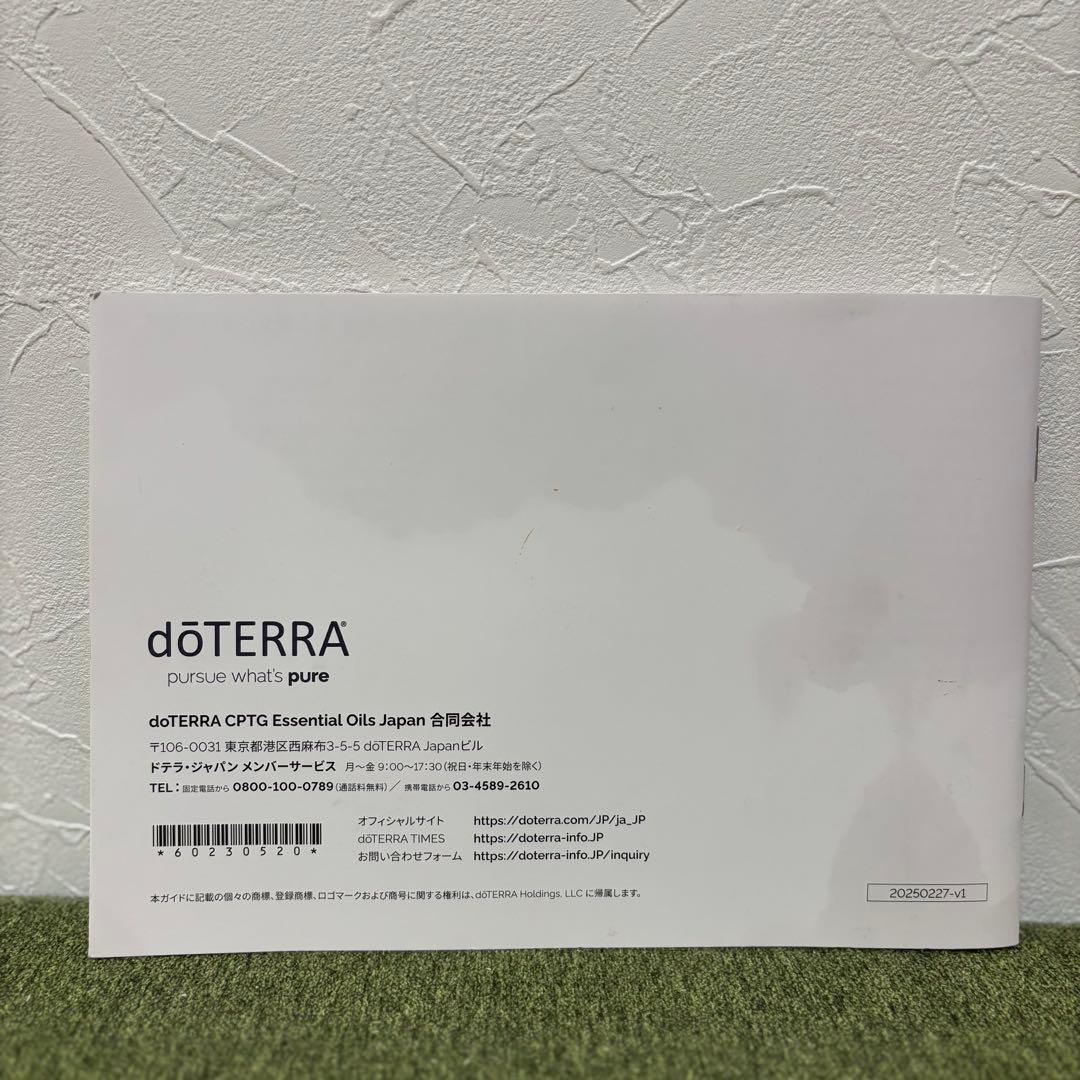 dōTERRA®
pursue what's pure
doTERRA CPTG Essential Oils Japan 合同会社
〒106-0031 東京都港区西麻布3-5-5 dōTERRA Japanビル
ドテラ・ジャパン メンバーサービス 月～金 9:00～17:30(祝日・年末年始を除く)
TEL：固定電話から 0800-100-0789(通話料無料)／ 携帯電話から 03-4589-2610
*60230520*
オフィシャルサイト https://doterra.com/JP/ja_JP
dōTERRA TIMES https://doterra-info.JP
お問い合わせフォーム https://doterra-info.JP/inquiry
本ガイドに記載の個々の商標、登録商標、ロゴマークおよび商号に関する権利は、dōTERRA Holdings, LLC に帰属します。
20250227-v1